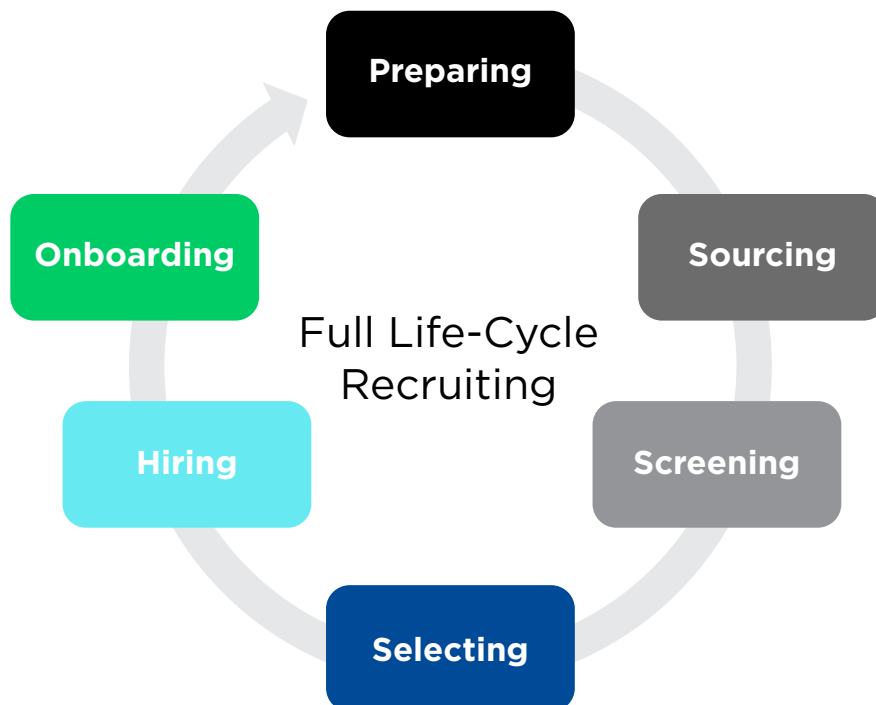 Preparing
Sourcing
Screening
Selecting
Hiring
Onboarding
Full Life-Cycle
Recruiting